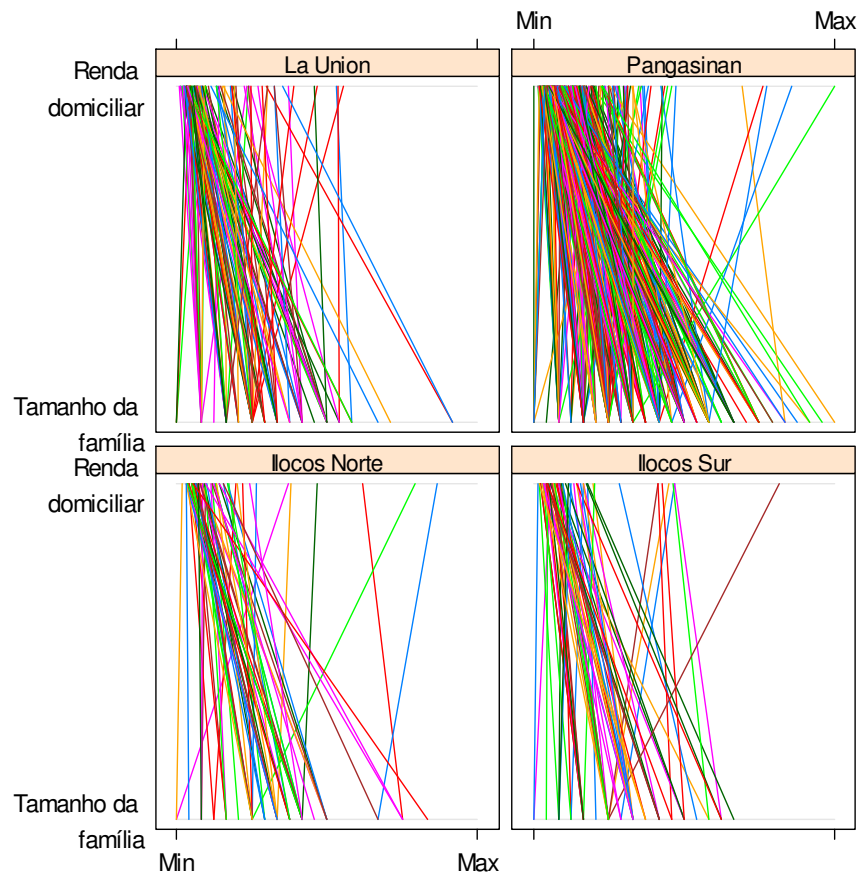 Min Max
La Union Pangasinan
Renda
domiciliar
Tamanho da
família
Ilocos Norte Ilocos Sur
Renda
domiciliar
Tamanho da
família
Min Max